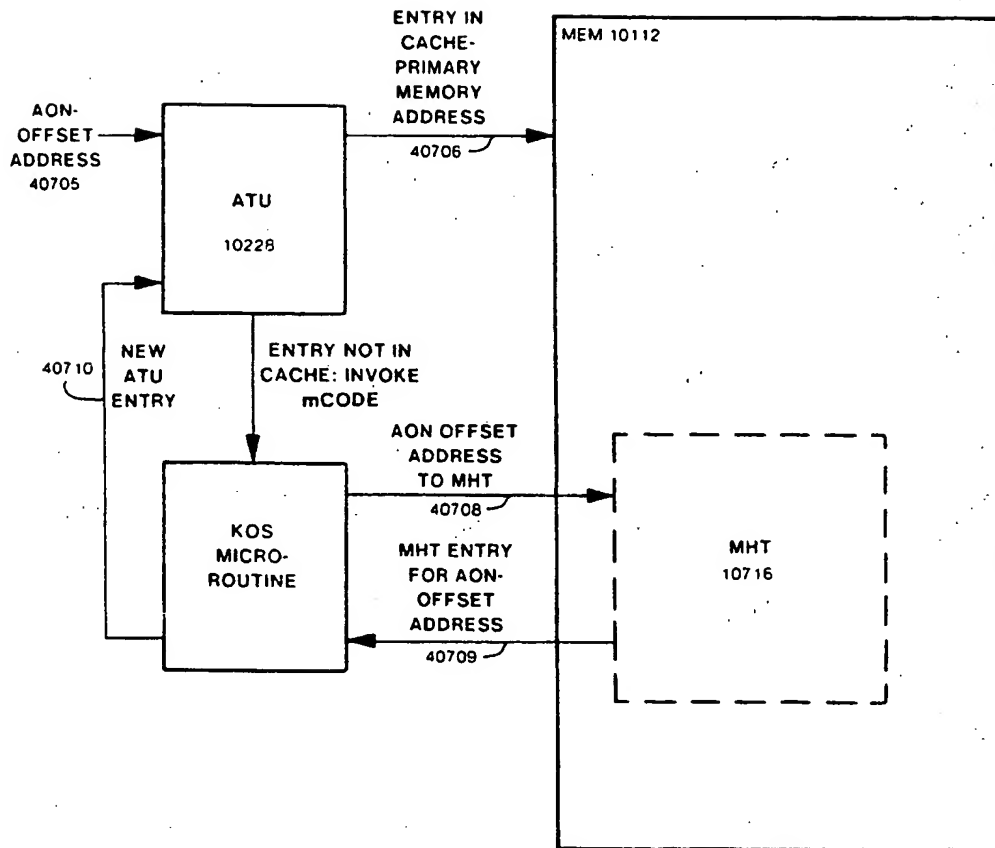 ENTRY IN
CACHE-
PRIMARY
MEMORY
ADDRESS
40706
MEM 10112
AON-
OFFSET
ADDRESS
40705
ATU
10228
40710
NEW
ATU
ENTRY
ENTRY NOT IN
CACHE: INVOKE
mCODE
AON OFFSET
ADDRESS
TO MHT
40708
KOS
MICRO-
ROUTINE
MHT ENTRY
FOR AON-
OFFSET
ADDRESS
40709
MHT
10716